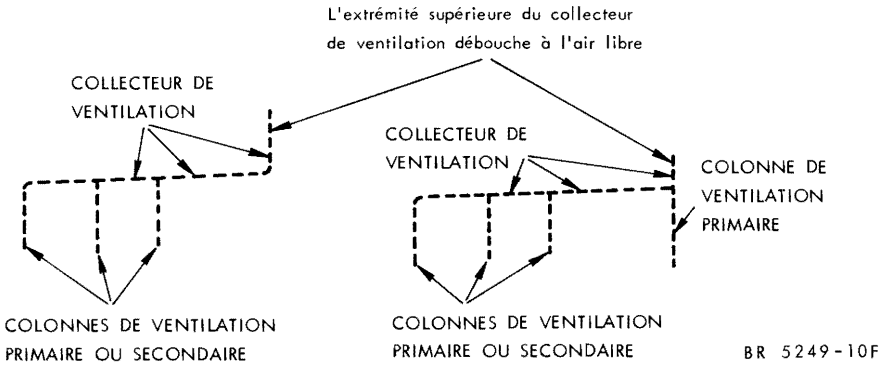 L'extrémité supérieure du collecteur
de ventilation débouche à l'air libre
COLLECTEUR DE
VENTILATION
COLLECTEUR DE
VENTILATION
COLONNE DE
VENTILATION
PRIMAIRE
COLONNES DE VENTILATION
PRIMAIRE OU SECONDAIRE
COLONNES DE VENTILATION
PRIMAIRE OU SECONDAIRE
BR 5249-10F